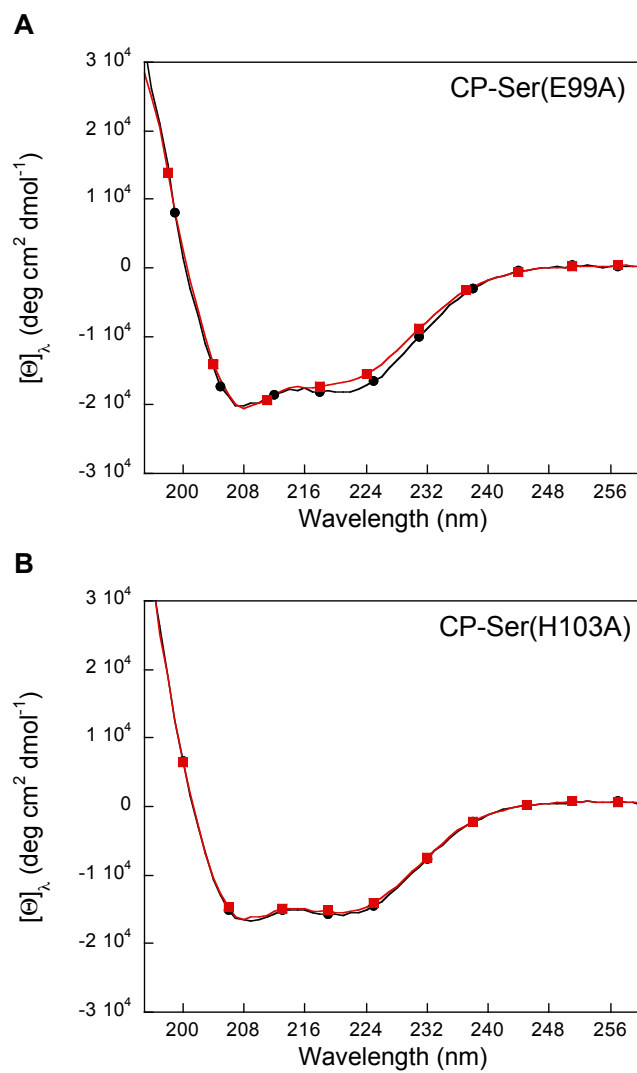 A
CP-Ser(E99A)
3 10⁴
2 10⁴
1 10⁴
0
-1 10⁴
-2 10⁴
-3 10⁴
[Θ]λ (deg cm² dmol⁻¹)
200 208 216 224 232 240 248 256
Wavelength (nm)
B
CP-Ser(H103A)
3 10⁴
2 10⁴
1 10⁴
0
-1 10⁴
-2 10⁴
-3 10⁴
[Θ]λ (deg cm² dmol⁻¹)
200 208 216 224 232 240 248 256
Wavelength (nm)